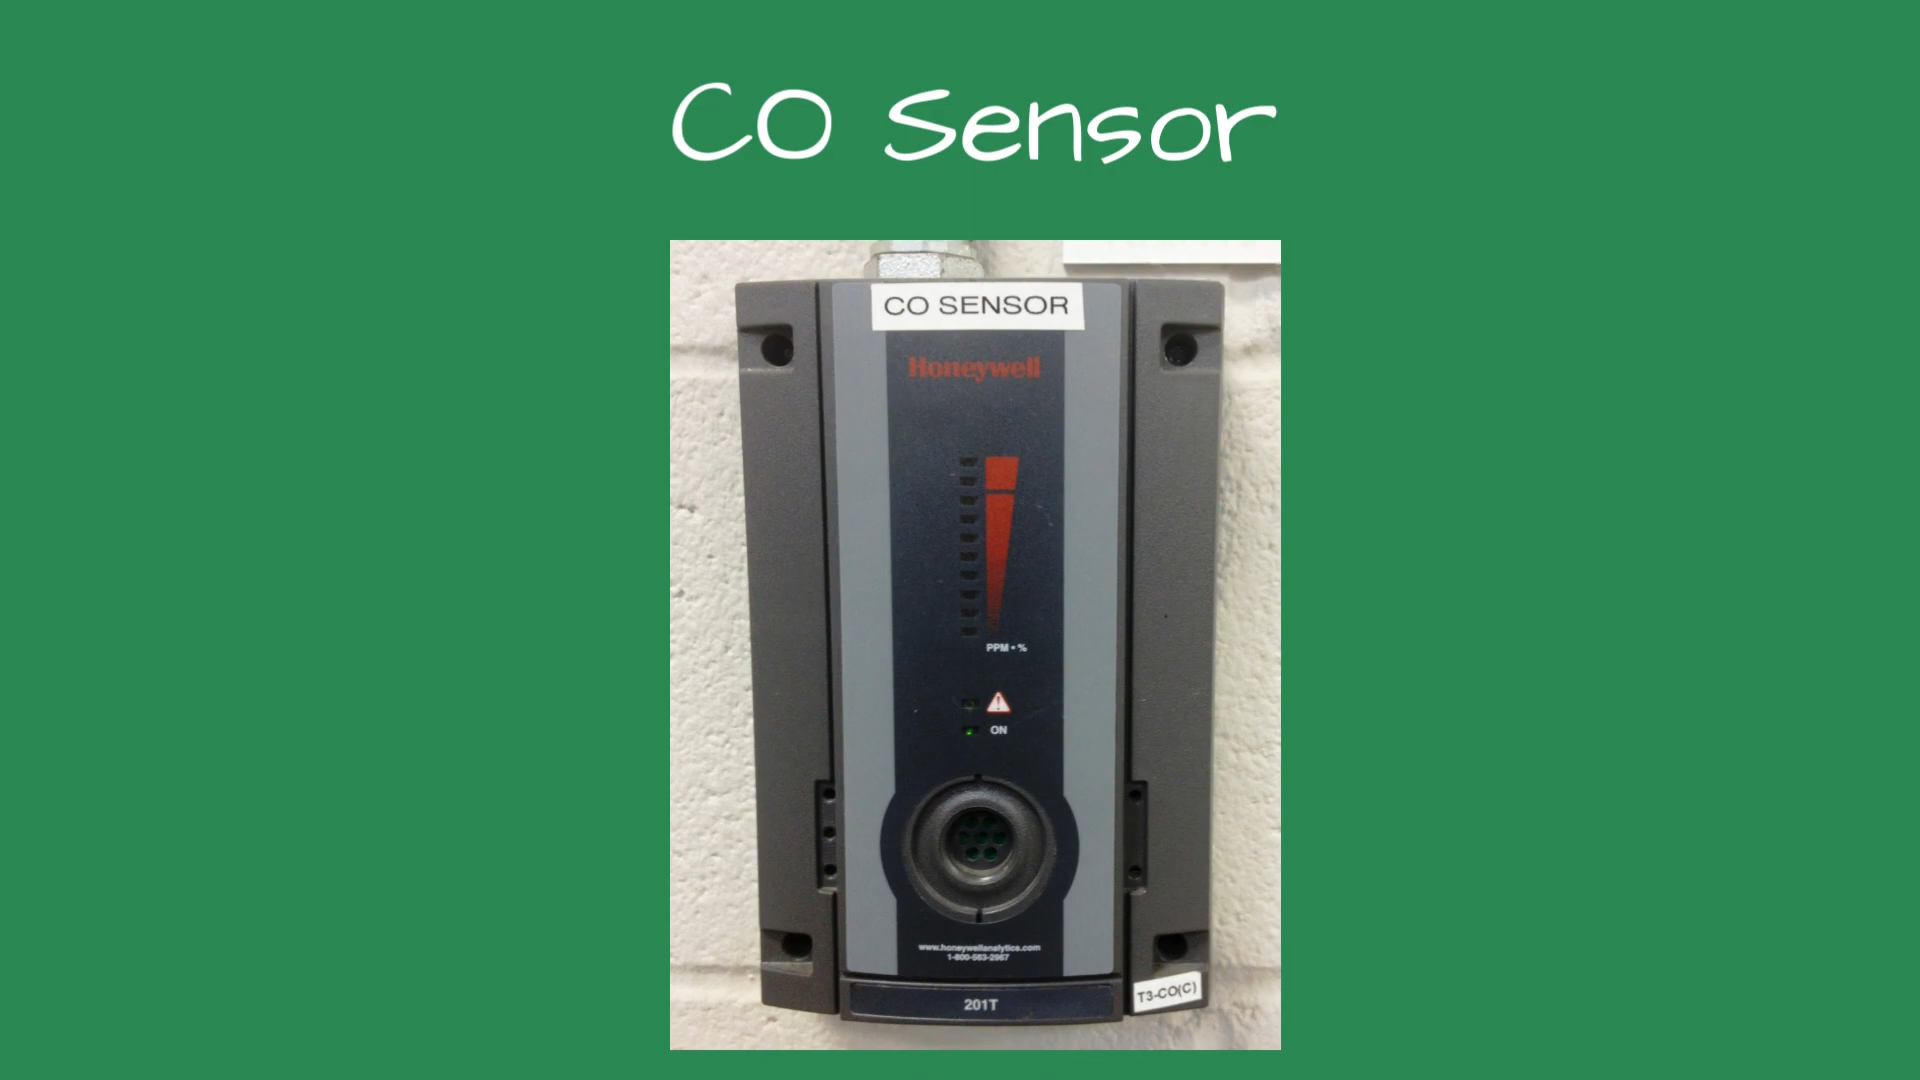 CO Sensor
CO SENSOR
Honeywell
PPM • %
ON
www.honeywellanalytics.com
1-800-563-2967
201T
T3-CO(C)